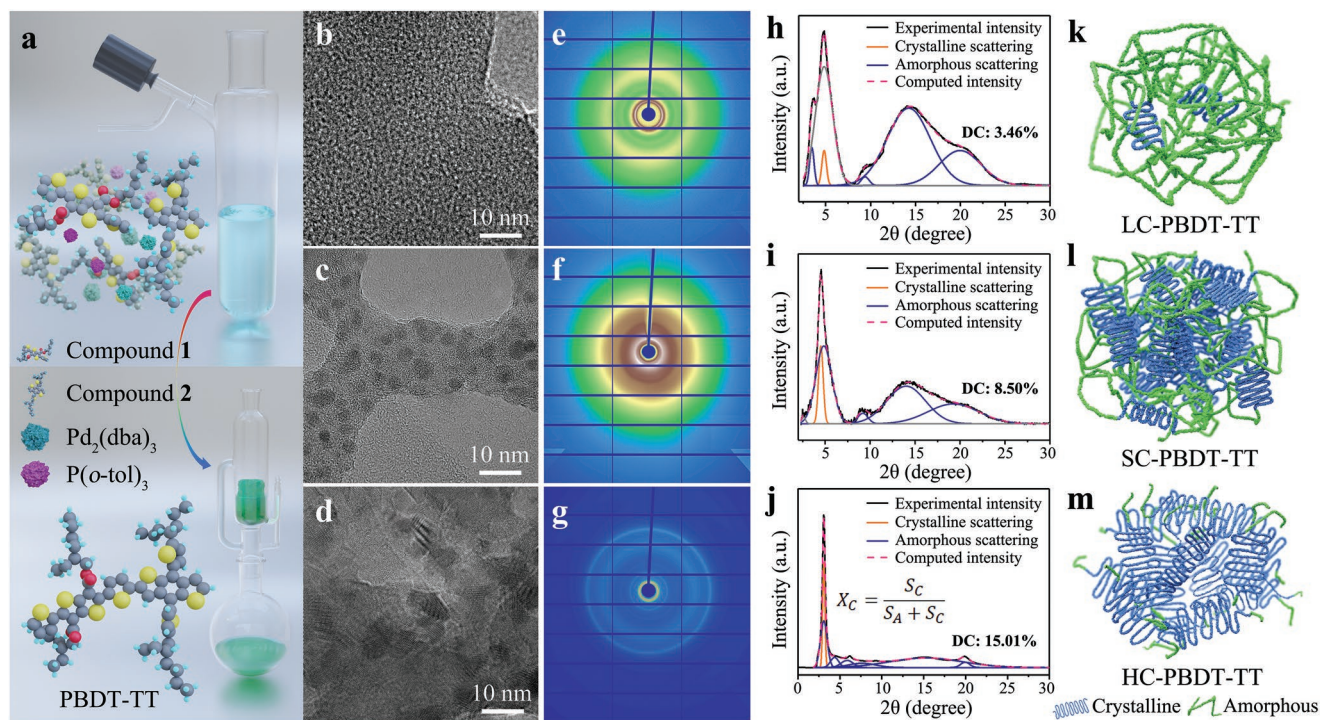 a
Compound 1
Compound 2
Pd2(dba)3
P(o-tol)3
PBDT-TT
b
10 nm
c
10 nm
d
10 nm
e
f
g
h
Experimental intensity
Crystalline scattering
Amorphous scattering
Computed intensity
DC: 3.46%
Intensity (a.u.)
5 10 15 20 25 30
2θ (degree)
i
Experimental intensity
Crystalline scattering
Amorphous scattering
Computed intensity
DC: 8.50%
Intensity (a.u.)
5 10 15 20 25 30
2θ (degree)
j
Experimental intensity
Crystalline scattering
Amorphous scattering
Computed intensity
X_C = S_C / (S_A + S_C)
DC: 15.01%
Intensity (a.u.)
0 5 10 15 20 25 30
2θ (degree)
k
LC-PBDT-TT
l
SC-PBDT-TT
m
HC-PBDT-TT
Crystalline Amorphous